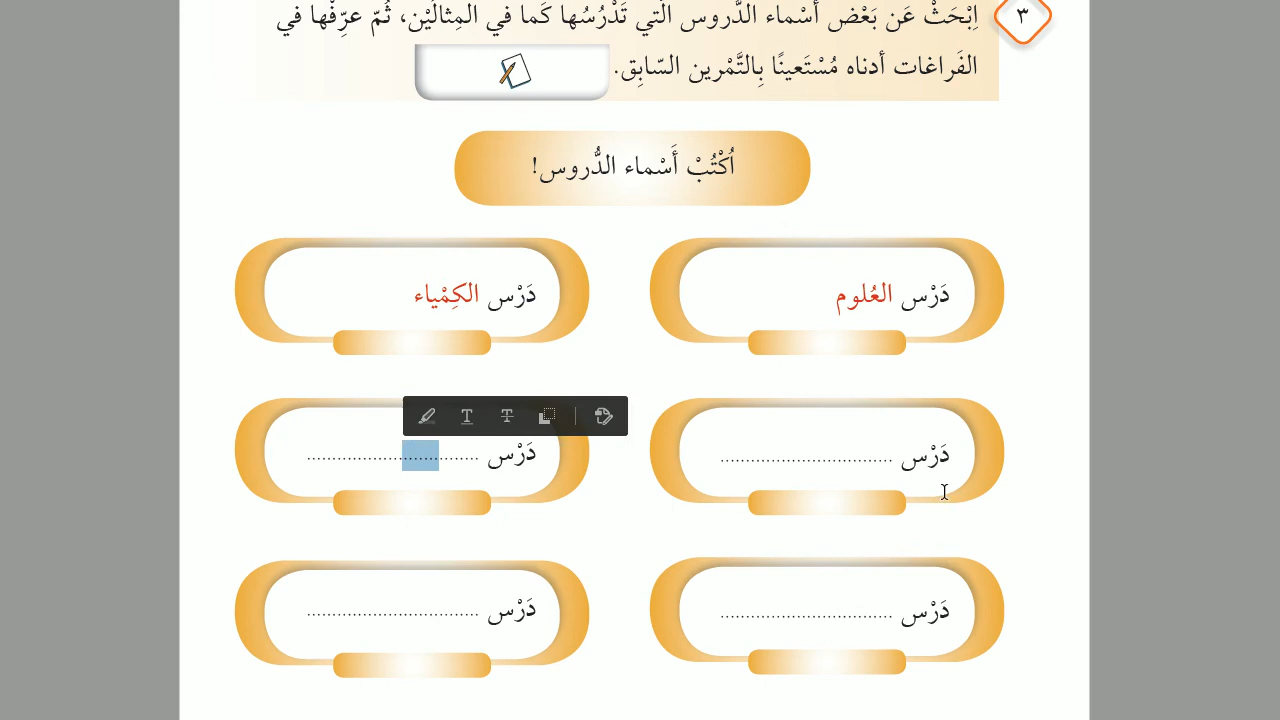 ٣
اِبْحَثْ عَن بَعْض أَسْماء الدُّروس الَّتي تَدْرُسُها كَما في المِثالَيْن، ثُمّ عرِّفْها في
الفَراغات أدناه مُسْتَعينًا بِالتَّمْرين السّابِق.
اُكْتُبْ أَسْماء الدُّروس!
دَرْس العُلوم
دَرْس الكِمْياء
دَرْس ..................................
دَرْس ..................................
دَرْس ..................................
دَرْس ..................................